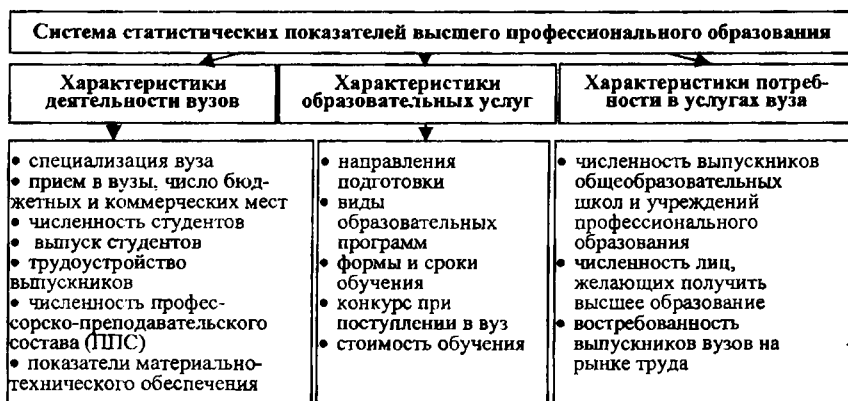 Система статистических показателей высшего профессионального образования
Характеристики
деятельности вузов
Характеристики
образовательных услуг
Характеристики потреб-
ности в услугах вуза
• специализация вуза
• прием в вузы, число бюд-
жетных и коммерческих мест
• численность студентов
• выпуск студентов
• трудоустройство
выпускников
• численность профес-
сорско-преподавательского
состава (ППС)
• показатели материально-
технического обеспечения
• направления
подготовки
• виды
образовательных
программ
• формы и сроки
обучения
• конкурс при
поступлении в вуз
• стоимость обучения
• численность выпускников
общеобразовательных
школ и учреждений
профессионального
образования
• численность лиц,
желающих получить
высшее образование
• востребованность
выпускников вузов на
рынке труда